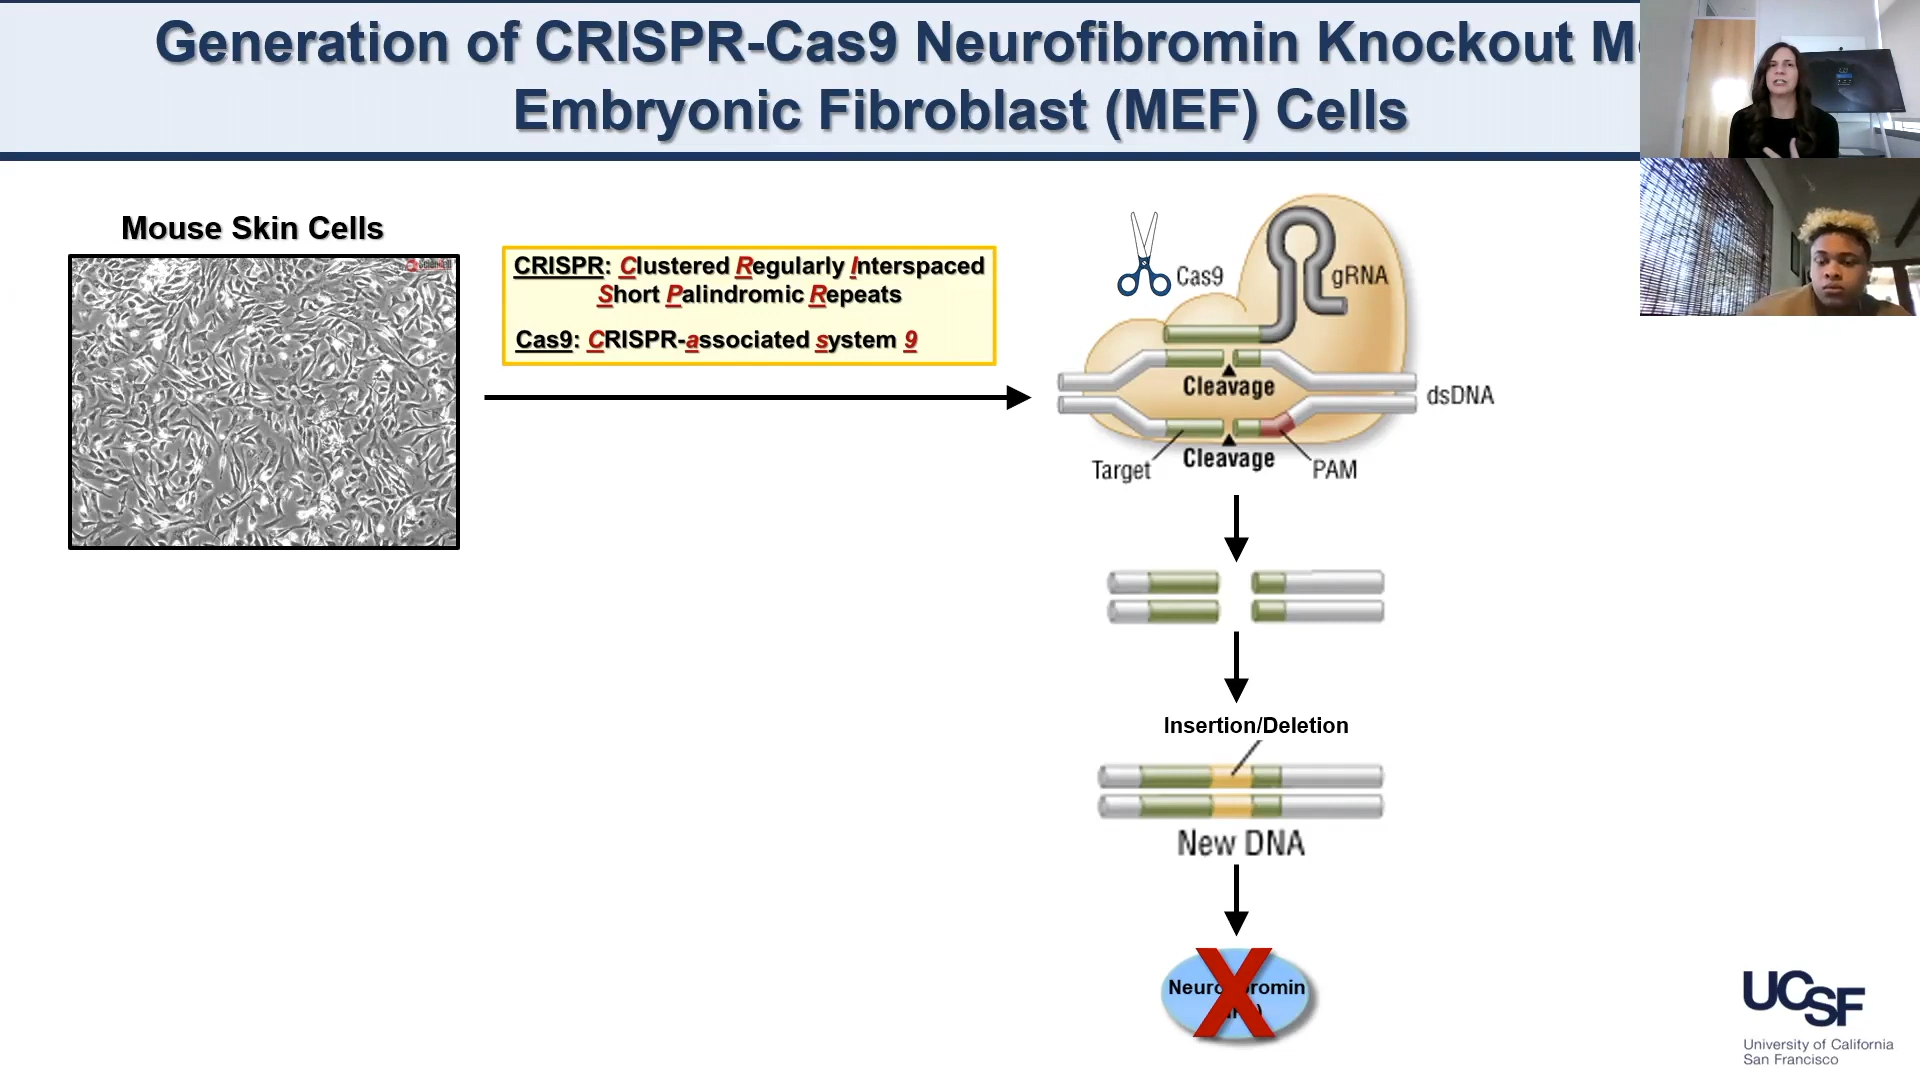 Generation of CRISPR-Cas9 Neurofibromin Knockout
Embryonic Fibroblast (MEF) Cells
Mouse Skin Cells
CRISPR: Clustered Regularly Interspaced
Short Palindromic Repeats
Cas9: CRISPR-associated system 9
Cas9
gRNA
Cleavage
dsDNA
Target
Cleavage
PAM
Insertion/Deletion
New DNA
UCSF
University of California
San Francisco